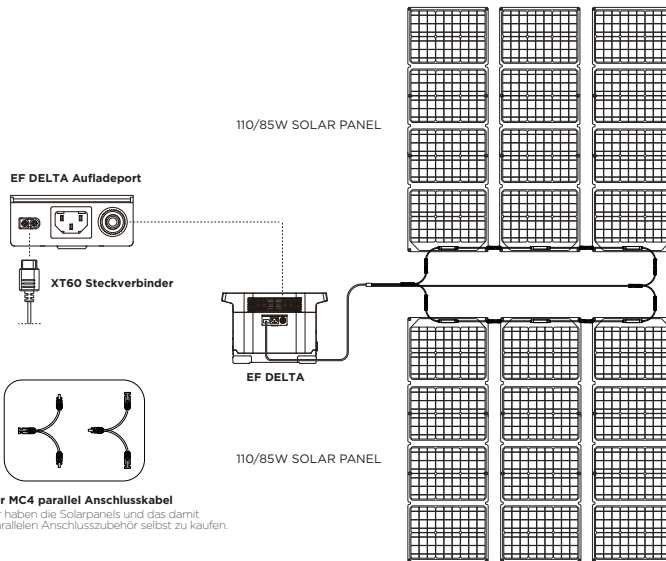 110/85W SOLAR PANEL
EF DELTA Aufladeport
XT60 Steckverbinder
EF DELTA
110/85W SOLAR PANEL
MC4 parallel Anschlusskabel
haben die Solarpanels und das damit
Anschlusszubehör selbst zu kaufen.